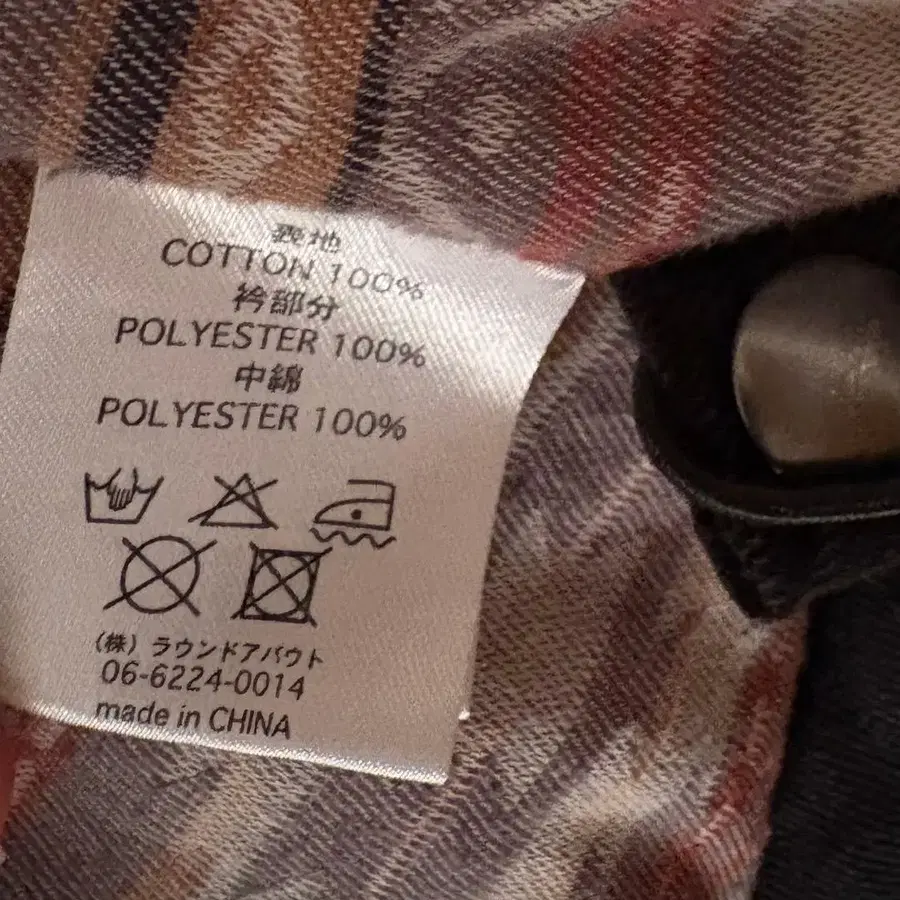 表地
COTTON 100%
衿部分
POLYESTER 100%
中綿
POLYESTER 100%
（株）ラウンドアバウト
06-6224-0014
made in CHINA